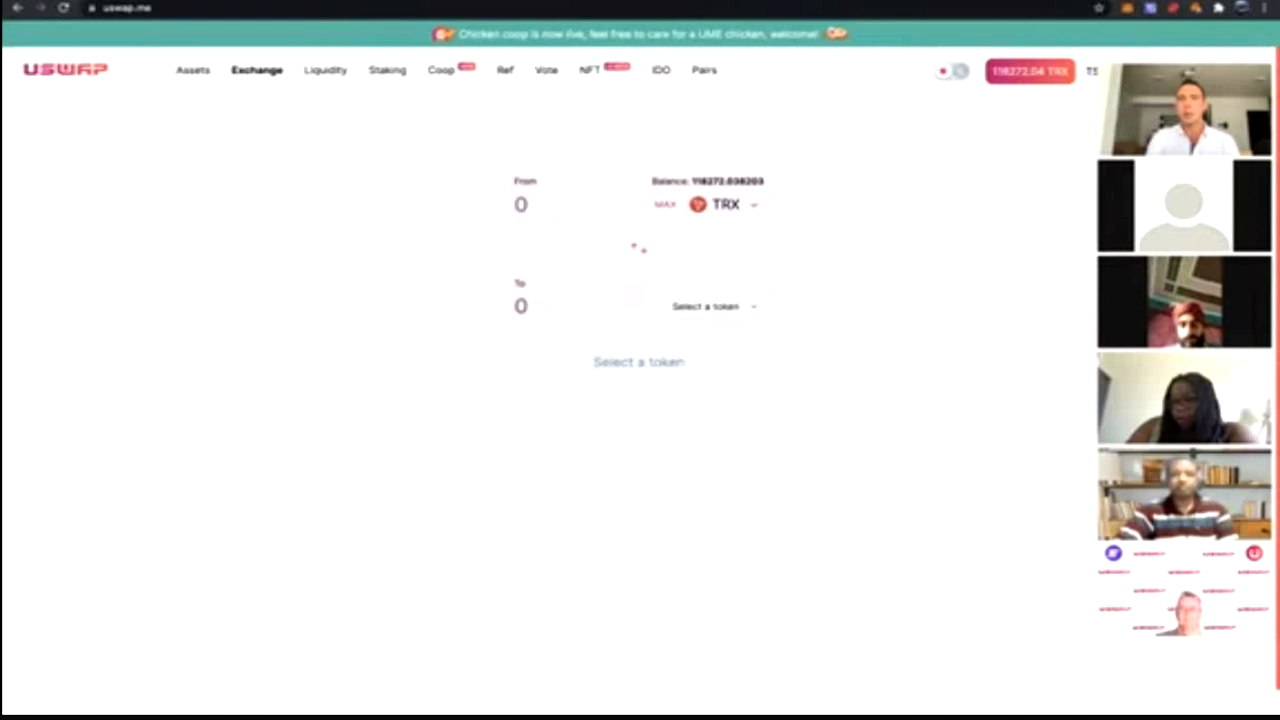 uswap.me
Chicken coop is now live, feel free to care for a UME chicken, welcome!
USWAP
Assets Exchange Liquidity Staking Coop Ref Vote NFT IDO Pairs
118272.04 TRX
From
Balance: 118272.038203
0
MAX TRX
To
0
Select a token
Select a token